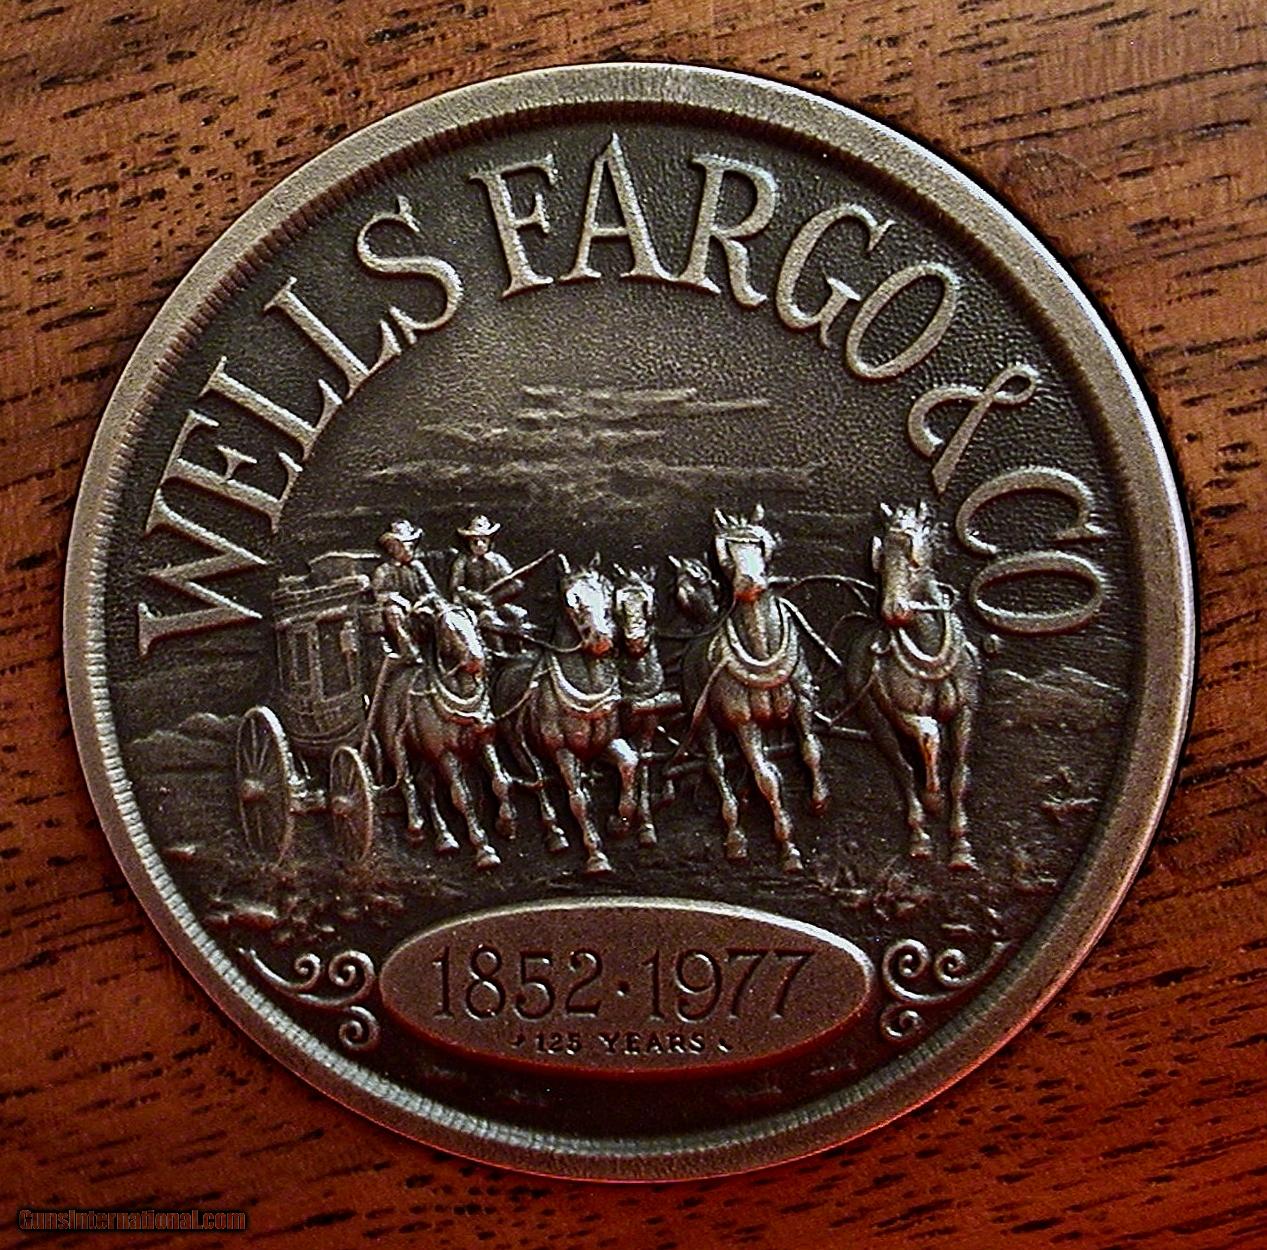 WELLS FARGO & CO.
1852 · 1977
125 YEARS
GunsInternational.com